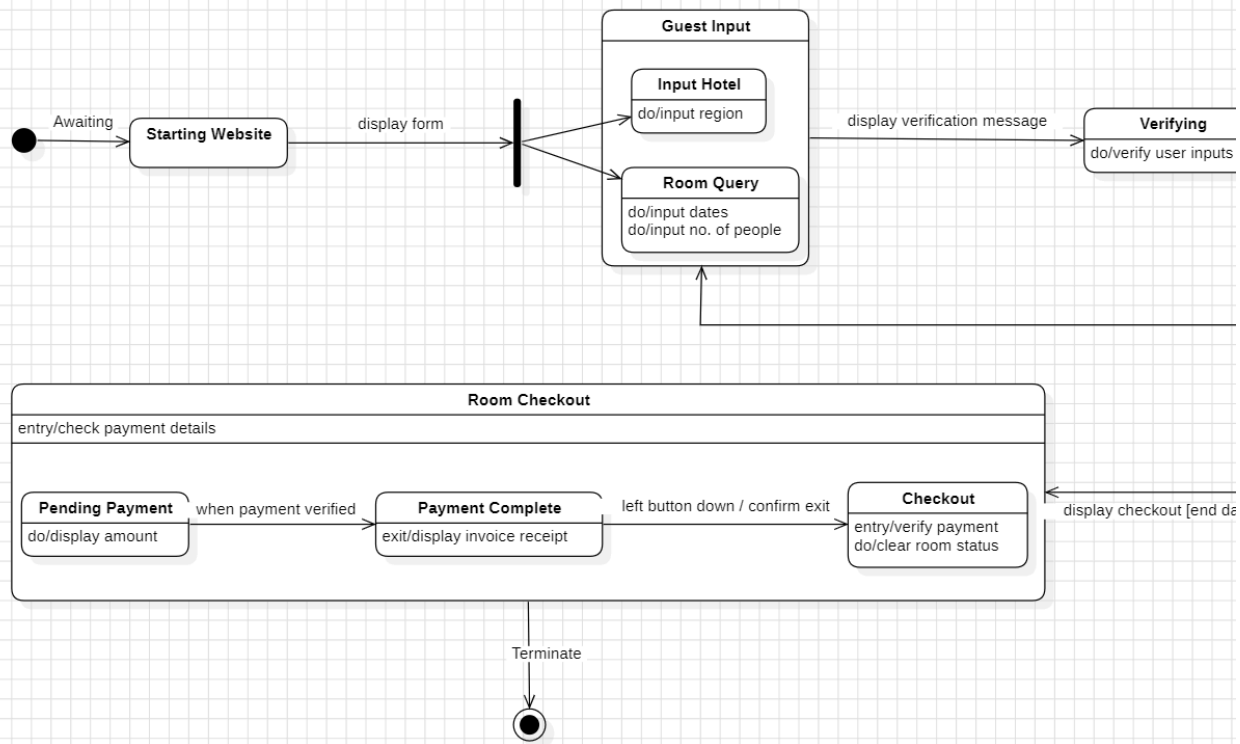 Guest Input
Input Hotel
do/input region
Awaiting
Starting Website
display form
display verification message
Verifying
do/verify user inputs
Room Query
do/input dates
do/input no. of people
Room Checkout
entry/check payment details
Pending Payment
do/display amount
when payment verified
Payment Complete
exit/display invoice receipt
left button down / confirm exit
Checkout
entry/verify payment
do/clear room status
display checkout [end da
Terminate